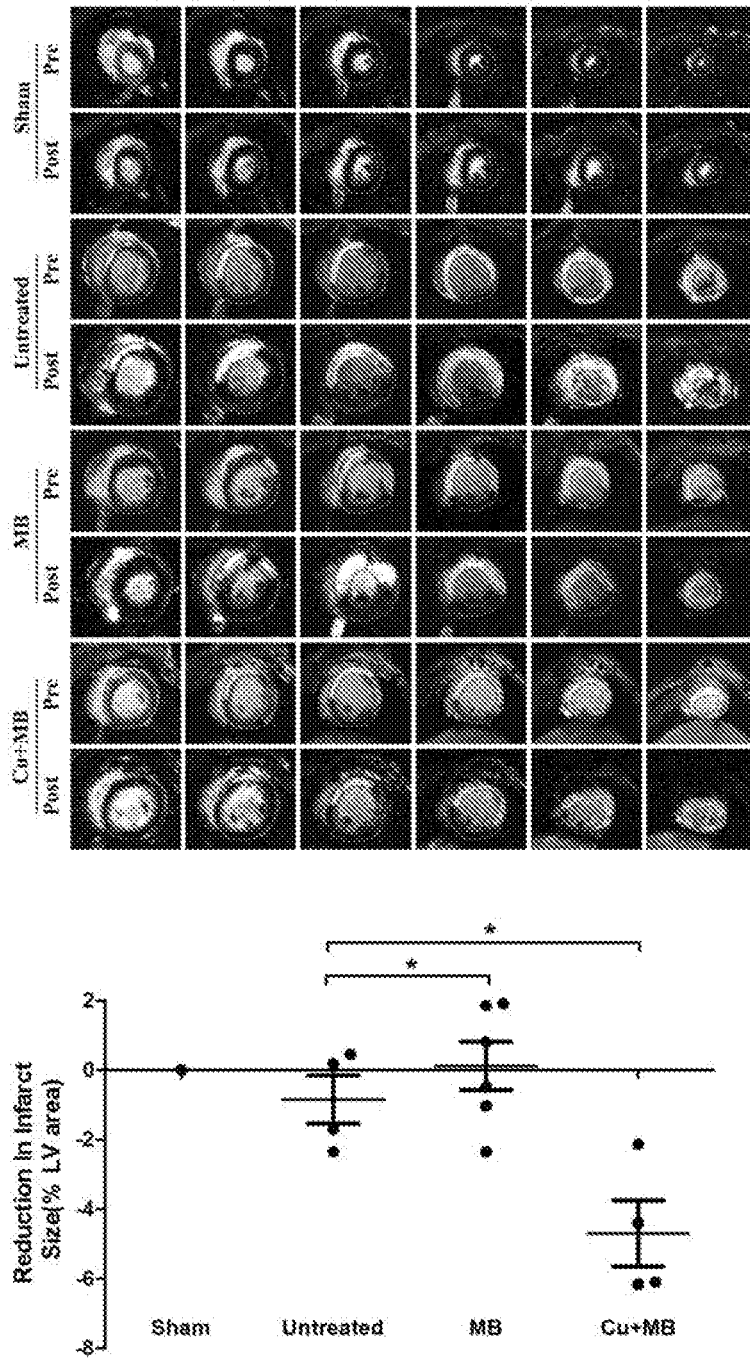 Sham
Pre
Post
Untreated
Pre
Post
MB
Pre
Post
Cu+MB
Pre
Post
*
*
Reduction In Infarct
Size(% LV area)
2
0
-2
-4
-6
-8
Sham Untreated MB Cu+MB